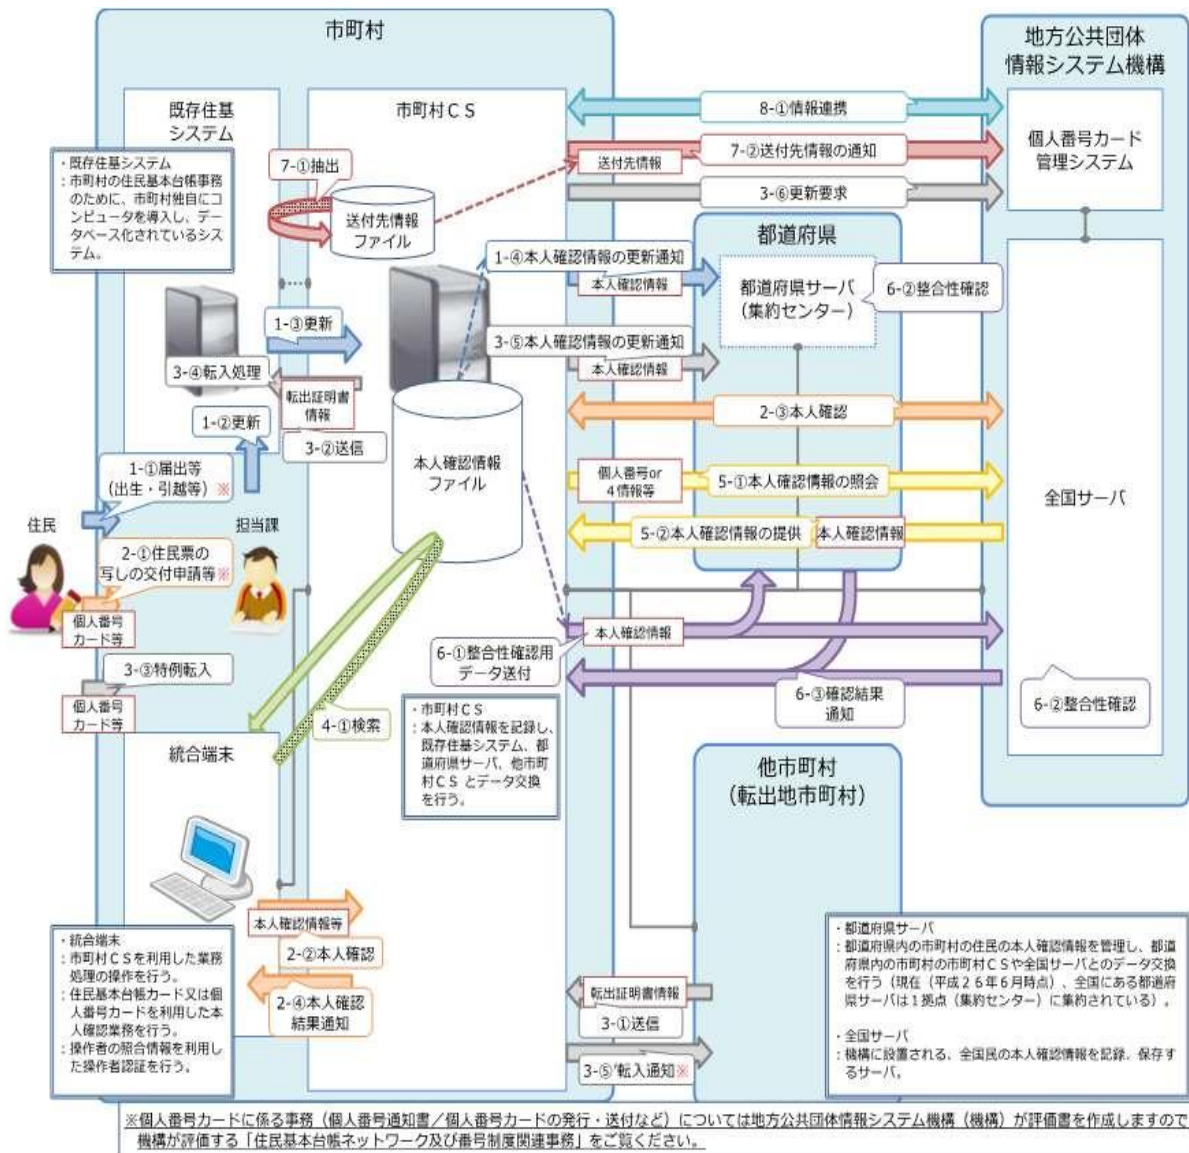 市町村
地方公共団体
情報システム機構
既存住基
システム
市町村ＣＳ
8-①情報連携
個人番号カード
管理システム
・既存住基システム
：市町村の住民基本台帳事務
のために、市町村独自にコ
ンピュータを導入し、デー
タベース化されているシス
テム。
7-①抽出
送付先情報
ファイル
送付先情報
7-②送付先情報の通知
3-⑥更新要求
都道府県
1-④本人確認情報の更新通知
本人確認情報
都道府県サーバ
（集約センター）
6-②整合性確認
1-③更新
3-⑤本人確認情報の更新通知
本人確認情報
3-④転入処理
転出証明書
情報
3-②送信
1-②更新
2-③本人確認
本人確認情報
ファイル
1-①届出等
（出生・引越等）※
個人番号or
４情報等
5-①本人確認情報の照会
全国サーバ
住民
担当課
5-②本人確認情報の提供
本人確認情報
2-①住民票の
写しの交付申請等※
個人番号
カード等
本人確認情報
6-①整合性確認用
データ送付
3-③特例転入
個人番号
カード等
6-③確認結果
通知
6-②整合性確認
4-①検索
・市町村ＣＳ
：本人確認情報を記録し、
既存住基システム、都
道府県サーバ、他市町
村ＣＳ とデータ交換
を行う。
統合端末
他市町村
（転出地市町村）
本人確認情報等
2-②本人確認
2-④本人確認
結果通知
・統合端末
：市町村ＣＳを利用した業務
処理の操作を行う。
：住民基本台帳カード又は個
人番号カードを利用した本
人確認業務を行う。
：操作者の照合情報を利用し
た操作者認証を行う。
転出証明書情報
3-①送信
3-⑤’転入通知※
・都道府県サーバ
：都道府県内の市町村の住民の本人確認情報を管理し、都道
府県内の市町村の市町村ＣＳや全国サーバとのデータ交換
を行う（現在（平成２６年６月時点）、全国にある都道府
県サーバは１拠点（集約センター）に集約されている）。
・全国サーバ
：機構に設置される、全国民の本人確認情報を記録、保存す
るサーバ。
※個人番号カードに係る事務（個人番号通知書／個人番号カードの発行・送付など）については地方公共団体情報システム機構（機構）が評価書を作成しますので
機構が評価する「住民基本台帳ネットワーク及び番号制度関連事務」をご覧ください。